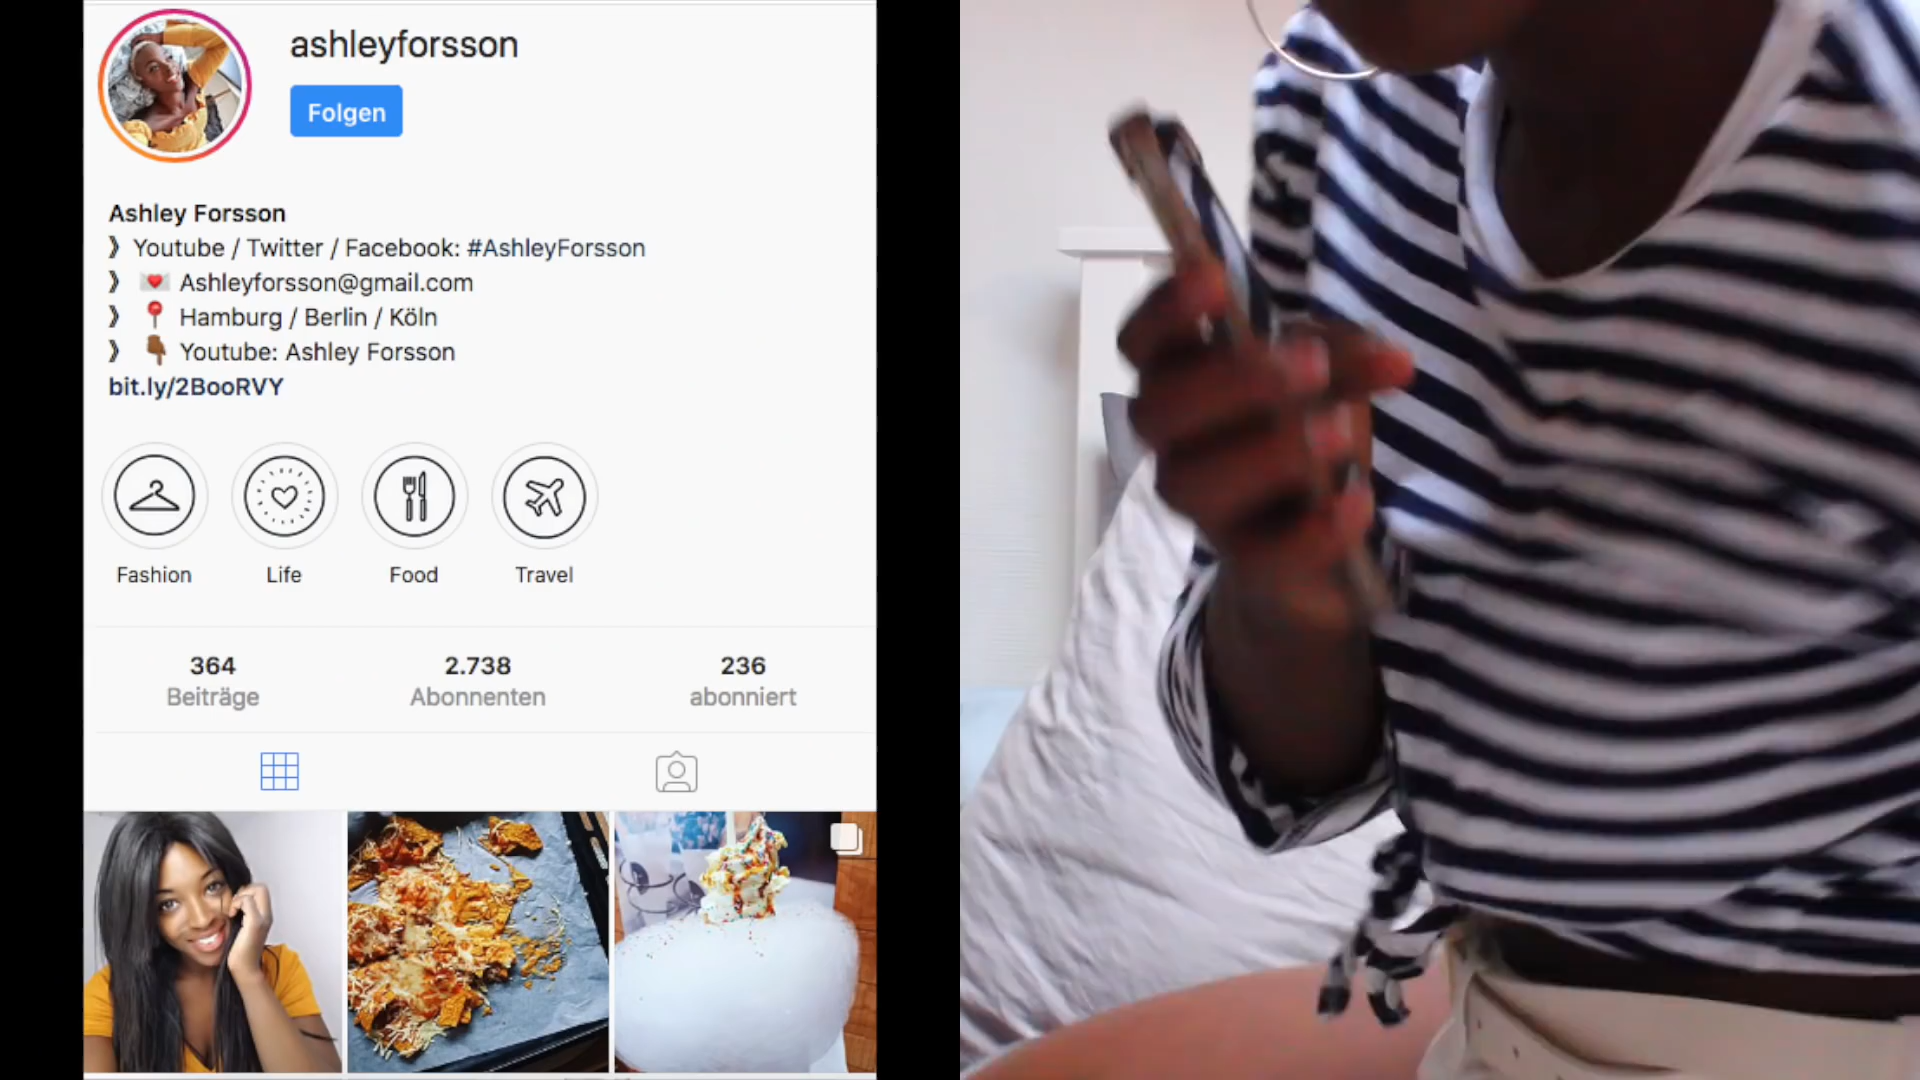 ashleyforsson
Folgen
Ashley Forsson
》 Youtube / Twitter / Facebook: #AshleyForsson
》 💌 Ashleyforsson@gmail.com
》 📍 Hamburg / Berlin / Köln
》 👇🏾 Youtube: Ashley Forsson
bit.ly/2BooRVY
Fashion Life Food Travel
364 2.738 236
Beiträge Abonnenten abonniert